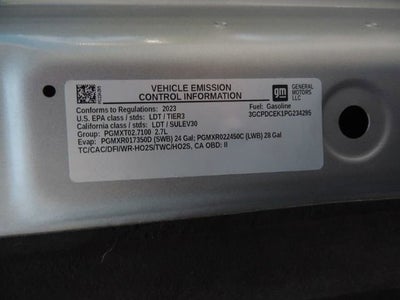 VEHICLE EMISSION
CONTROL INFORMATION
gm
GENERAL
MOTORS
LLC
Conforms to Regulations: 2023
Fuel: Gasoline
U.S. EPA class / stds: LDT / TIER3
3GCPDCEK1PG234295
California class / stds: LDT / SULEV30
Group: PGMXT02.7100 2.7L
Evap: PGMXR017350D (SWB) 24 Gal; PGMXR022450C (LWB) 28 Gal
TC/CAC/DFI/WR-HO2S/TWC/HO2S, CA OBD: II